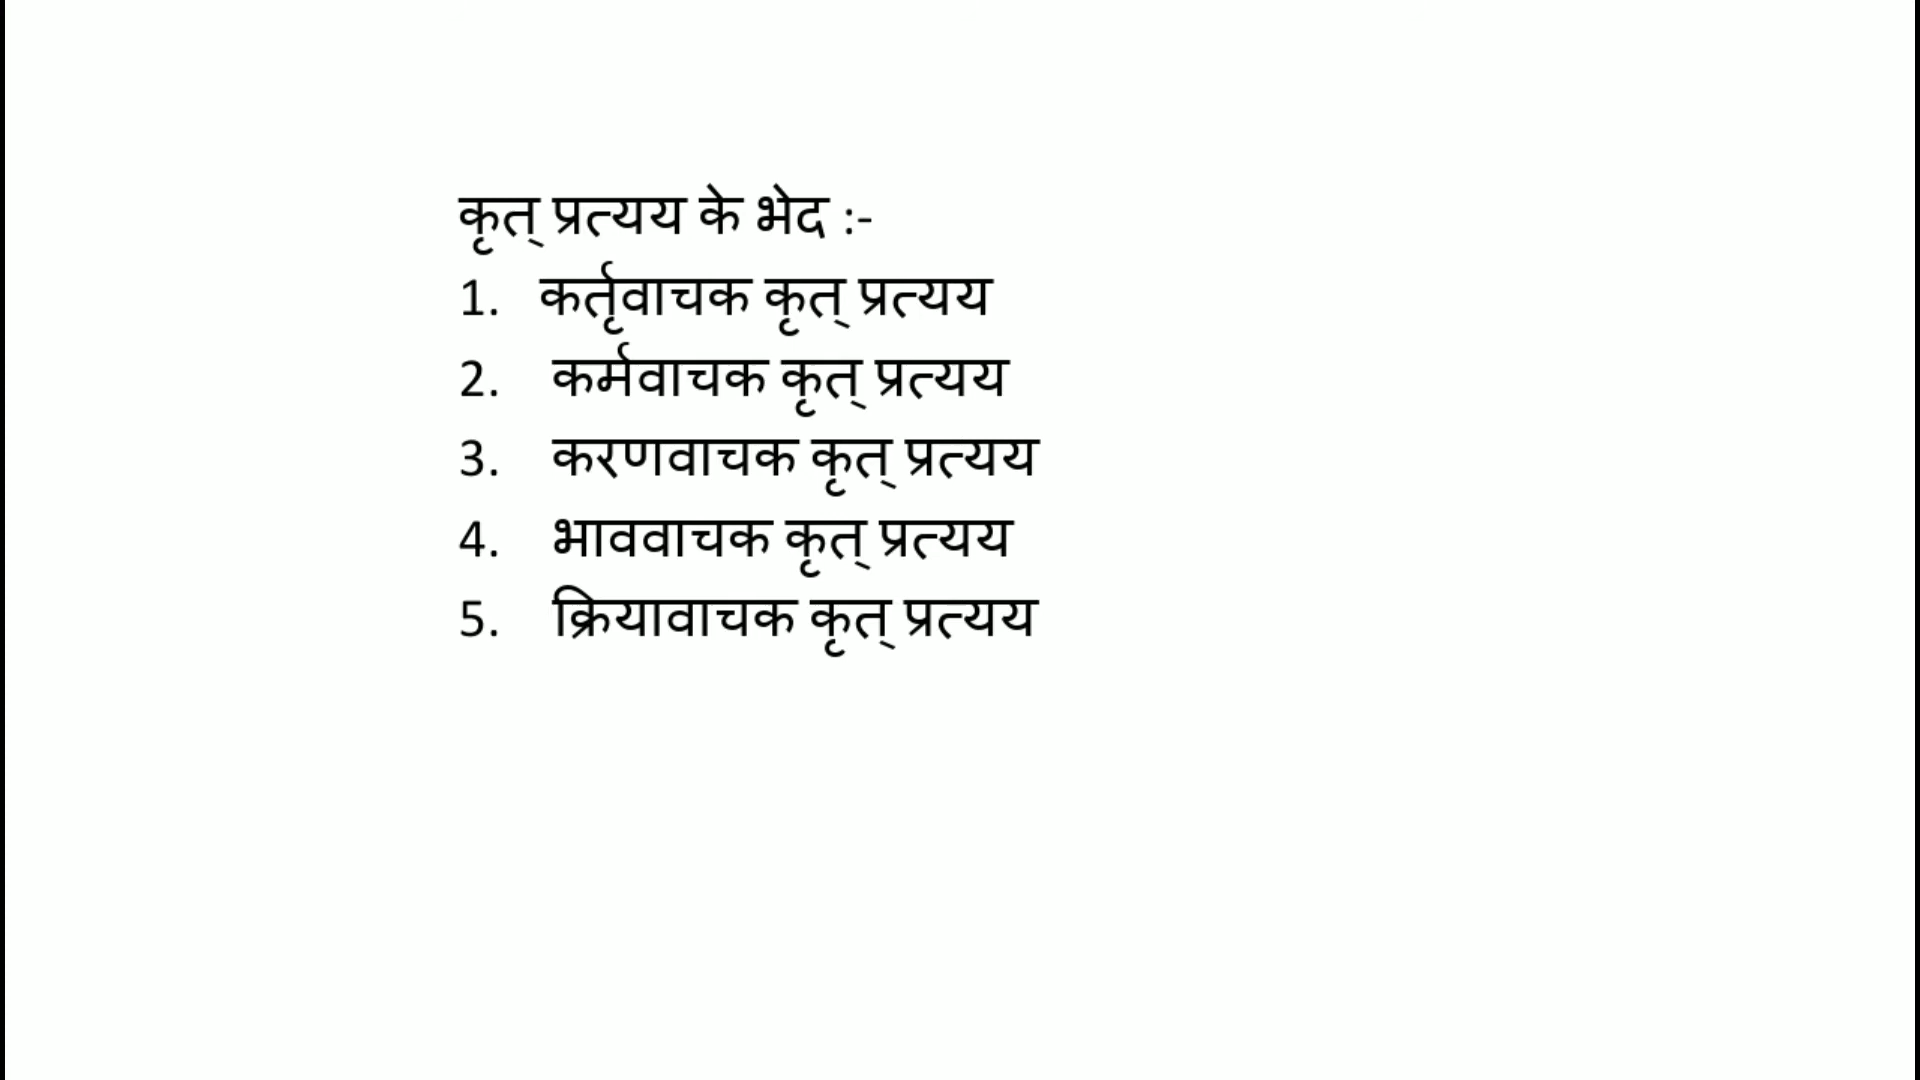 कृत् प्रत्यय के भेद :-
1. कर्तृवाचक कृत् प्रत्यय
2. कर्मवाचक कृत् प्रत्यय
3. करणवाचक कृत् प्रत्यय
4. भाववाचक कृत् प्रत्यय
5. क्रियावाचक कृत् प्रत्यय